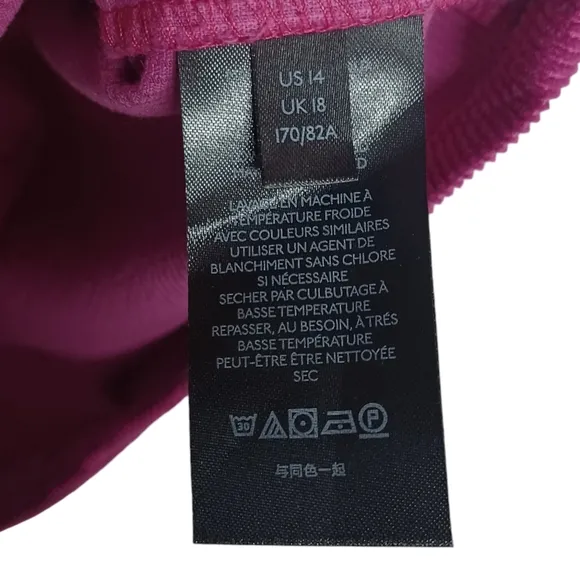 US 14
UK 18
170/82A
D
LAVAGE EN MACHINE À
TEMPÉRATURE FROIDE
AVEC COULEURS SIMILAIRES
UTILISER UN AGENT DE
BLANCHIMENT SANS CHLORE
SI NÉCESSAIRE
SECHER PAR CULBUTAGE À
BASSE TEMPERATURE
REPASSER, AU BESOIN, À TRÉS
BASSE TEMPÉRATURE
PEUT-ÊTRE ÊTRE NETTOYÉE
SEC
30 P
与同色一起